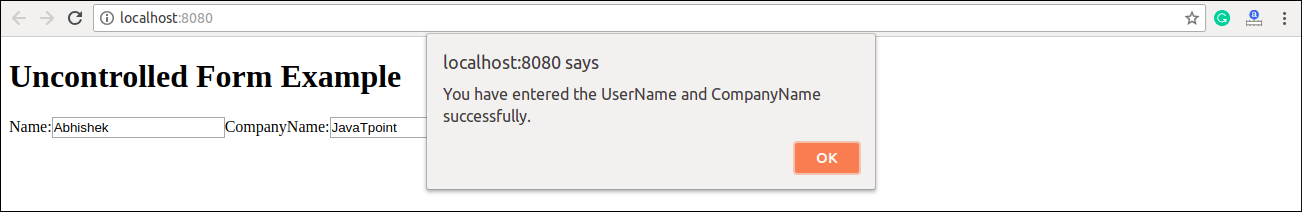 localhost:8080
localhost:8080 says
You have entered the UserName and CompanyName
successfully.
OK
Uncontrolled Form Example
Name:Abhishek CompanyName:JavaTpoint